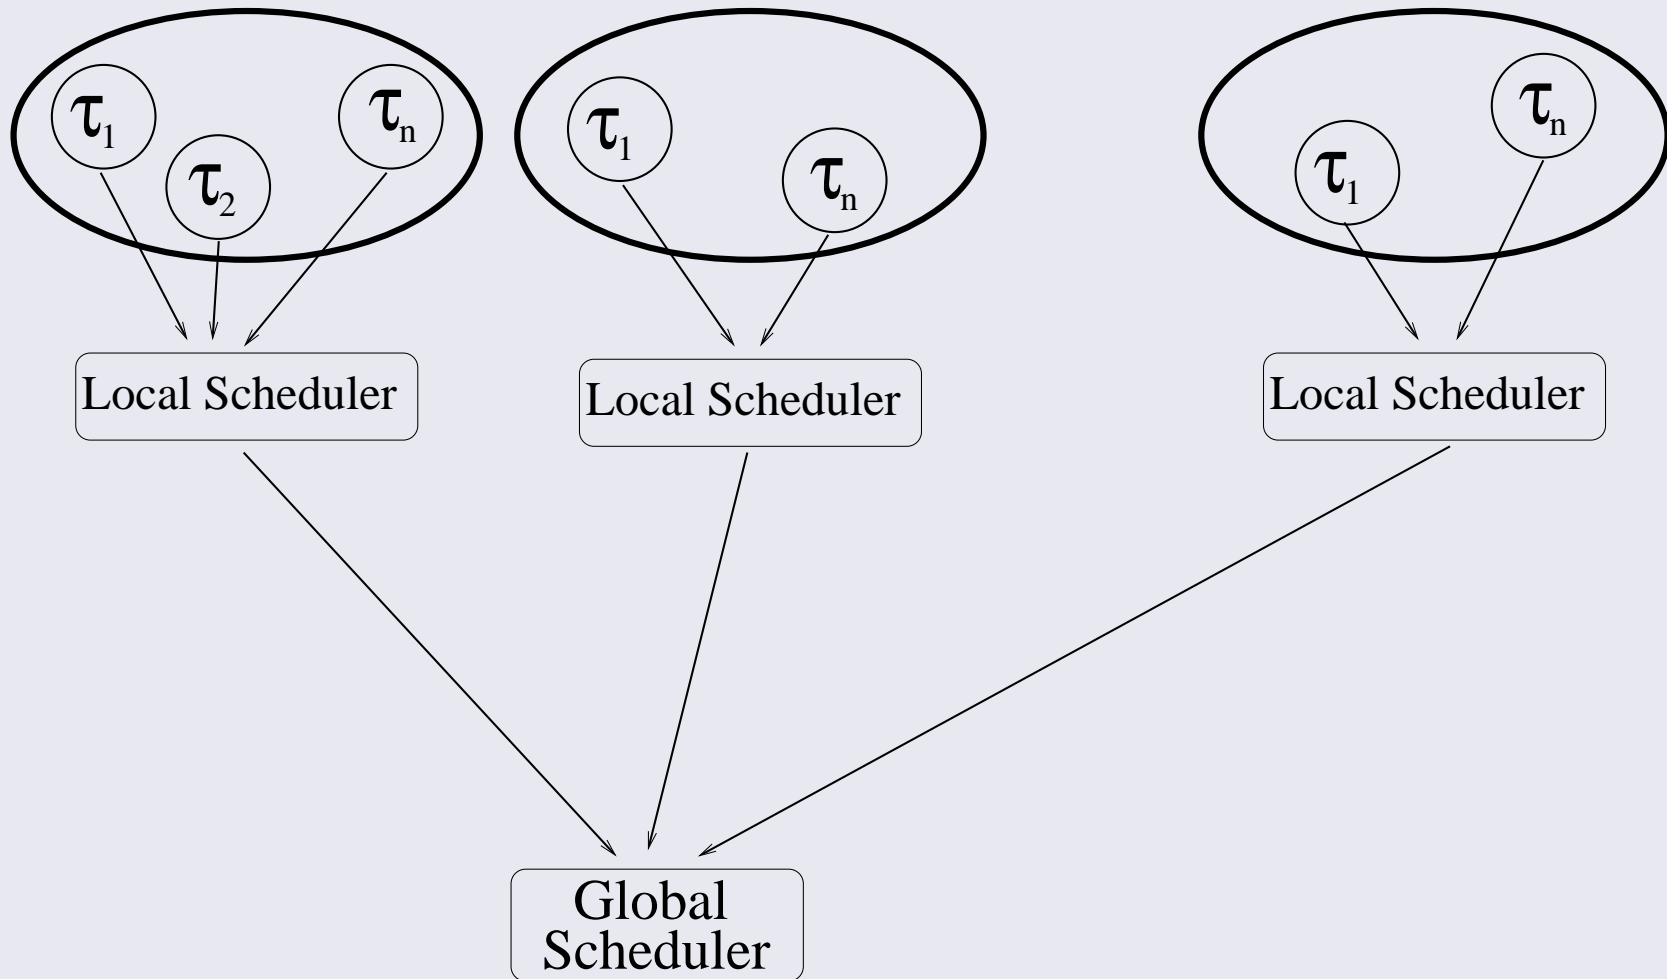 τ1
τ2
τn
τ1
τn
τ1
τn
Local Scheduler
Local Scheduler
Local Scheduler
Global
Scheduler